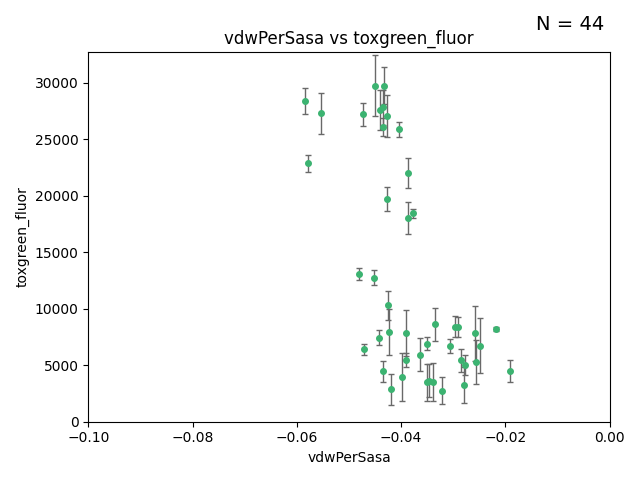 N = 44
vdwPerSasa vs toxgreen_fluor
30000
25000
20000
15000
10000
5000
0
toxgreen_fluor
−0.10 −0.08 −0.06 −0.04 −0.02 0.00
vdwPerSasa